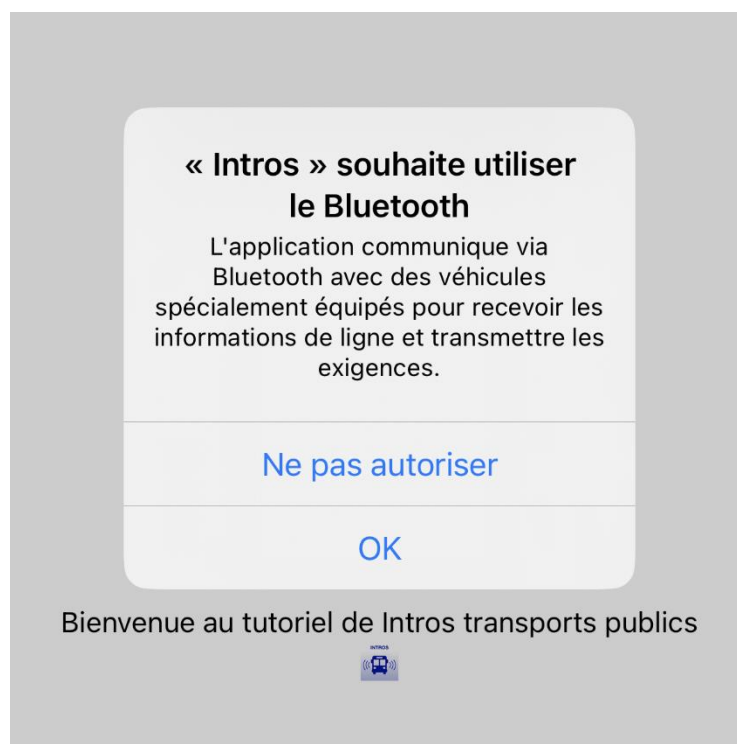 « Intros » souhaite utiliser
le Bluetooth
L'application communique via
Bluetooth avec des véhicules
spécialement équipés pour recevoir les
informations de ligne et transmettre les
exigences.
Ne pas autoriser
OK
Bienvenue au tutoriel de Intros transports publics
INTROS